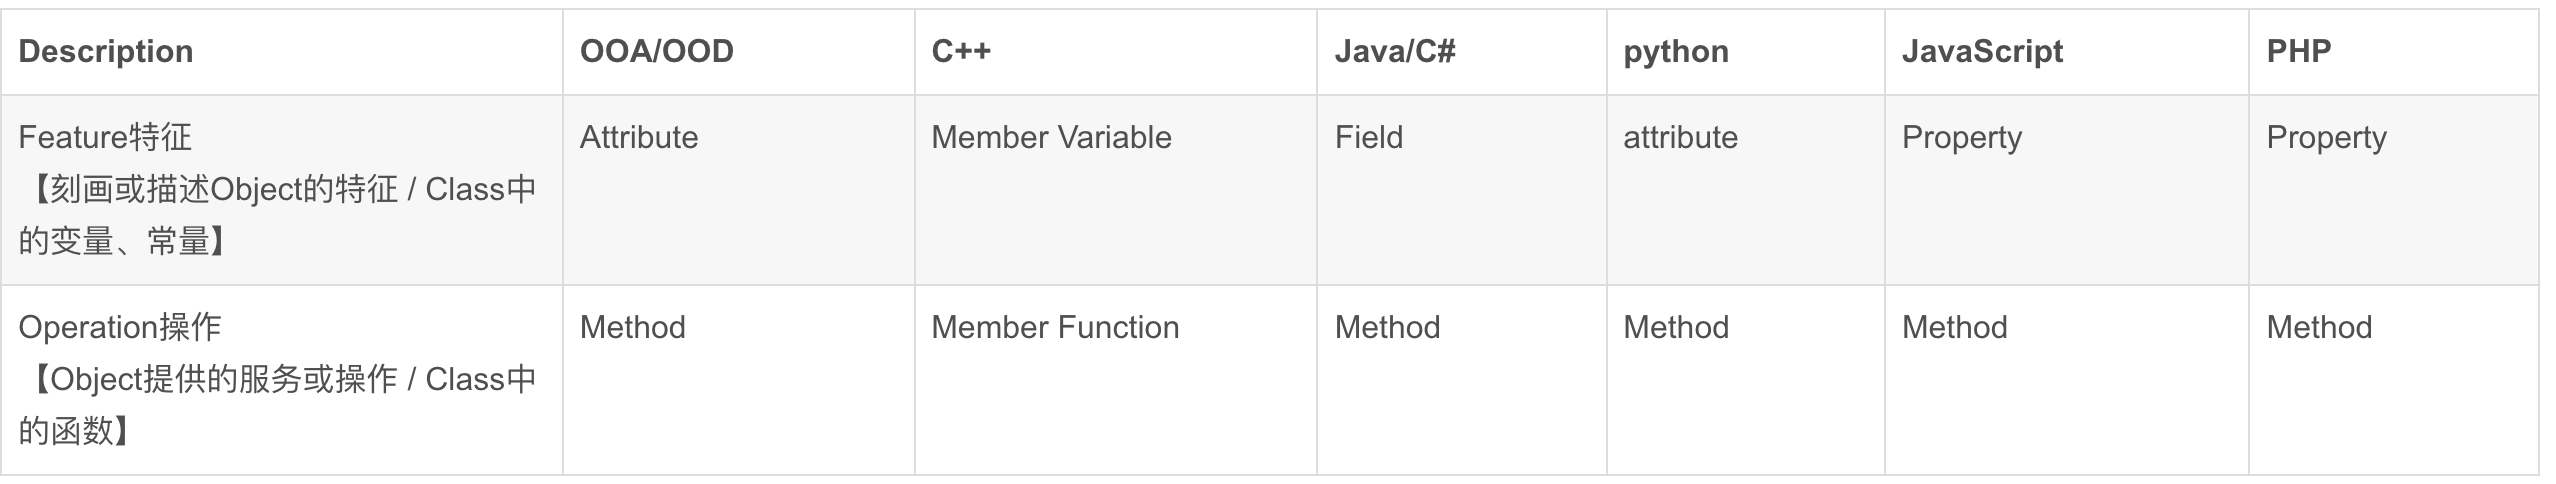 Description OOA/OOD C++ Java/C# python JavaScript PHP
Feature特征 Attribute Member Variable Field attribute Property Property
【刻画或描述Object的特征 / Class中
的变量、常量】
Operation操作 Method Member Function Method Method Method Method
【Object提供的服务或操作 / Class中
的函数】